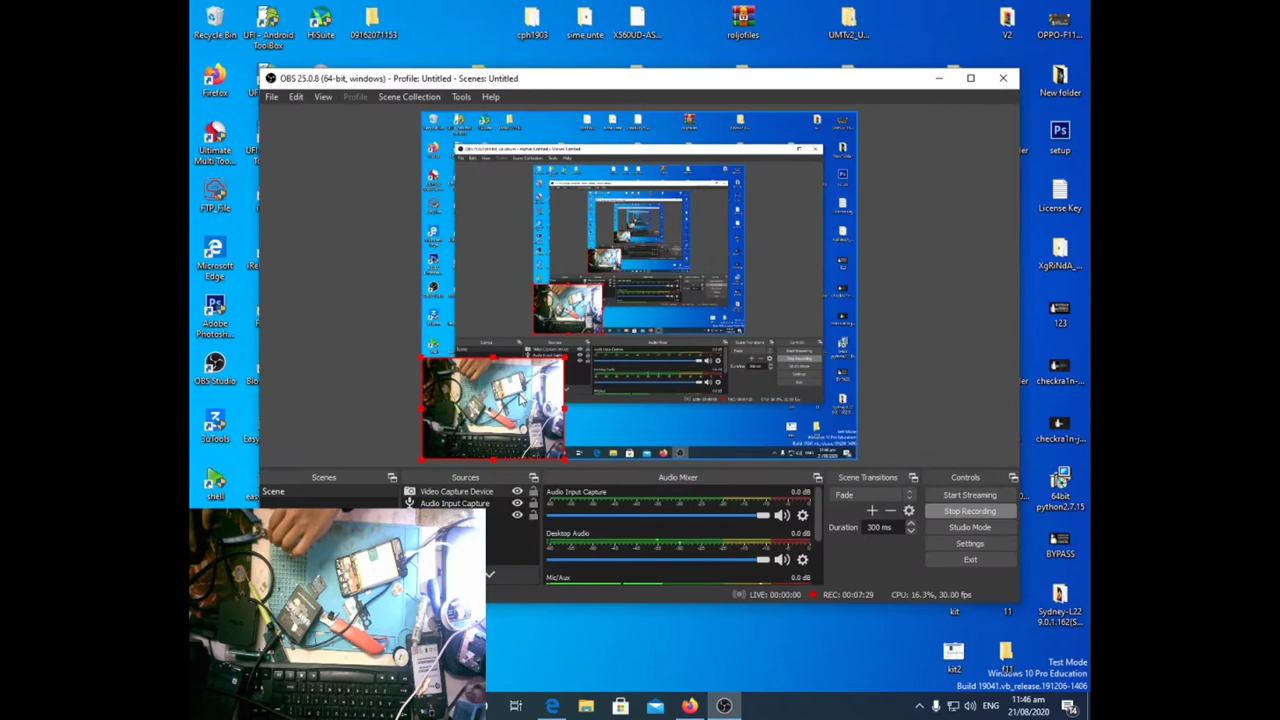 Recycle Bin
UFI - Android ToolBox
HiSuite
09162071153
cph1903
sime unte
X560UD-AS...
roljofiles
UMTv2_U...
V2
OPPO-F11...
Firefox
New folder
OBS 25.0.8 (64-bit, windows) - Profile: Untitled - Scenes: Untitled
File Edit View Profile Scene Collection Tools Help
Ultimate Multi Too...
setup
FTP_File
License Key
Microsoft Edge
XgRiNdA_...
Adobe Photosh...
123
OBS Studio
checkra1n-...
3uTools
checkra1n-j...
shell
64bit python2.7.15
Scenes
Sources
Audio Mixer
Scene Transitions
Controls
Scene
Video Capture Device
Audio Input Capture
Audio Input Capture 0.0 dB
Desktop Audio 0.0 dB
Mic/Aux 0.0 dB
Fade
Duration 300 ms
Start Streaming
Stop Recording
Studio Mode
Settings
Exit
LIVE: 00:00:00 REC: 00:07:29 CPU: 16.3%, 30.00 fps
BYPASS
Sydney-L22 9.0.1.162(S...
kit
11
kit2
f11
Test Mode
Windows 10 Pro Education
Build 19041.vb_release.191206-1406
ENG
11:46 am
21/08/2020
14